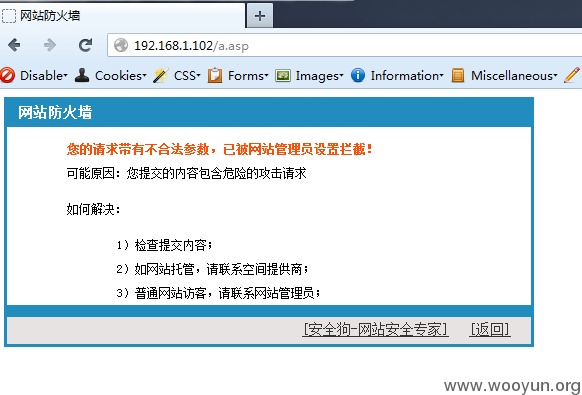 网站防火墙
192.168.1.102/a.asp
Disable Cookies CSS Forms Images Information Miscellaneous
网站防火墙
您的请求带有不合法参数，已被网站管理员设置拦截！
可能原因：您提交的内容包含危险的攻击请求
如何解决：
1）检查提交内容；
2）如网站托管，请联系空间提供商；
3）普通网站访客，请联系网站管理员；
[安全狗-网站安全专家] [返回]
www.wooyun.org